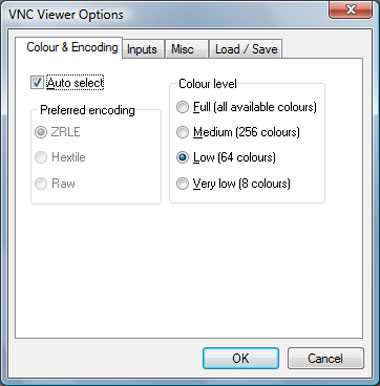 VNC Viewer Options
Colour & Encoding Inputs Misc Load / Save
Auto select
Preferred encoding
ZRLE
Hextile
Raw
Colour level
Full (all available colours)
Medium (256 colours)
Low (64 colours)
Very low (8 colours)
OK Cancel